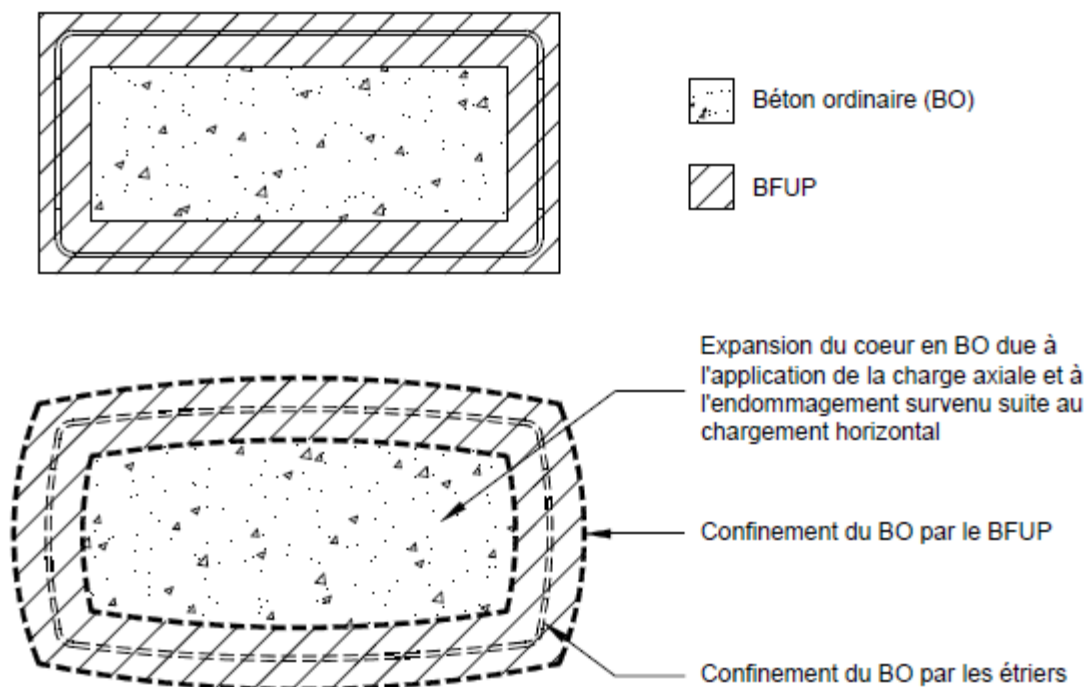 Béton ordinaire (BO)
BFUP
Expansion du coeur en BO due à
l'application de la charge axiale et à
l'endommagement survenu suite au
chargement horizontal
Confinement du BO par le BFUP
Confinement du BO par les étriers